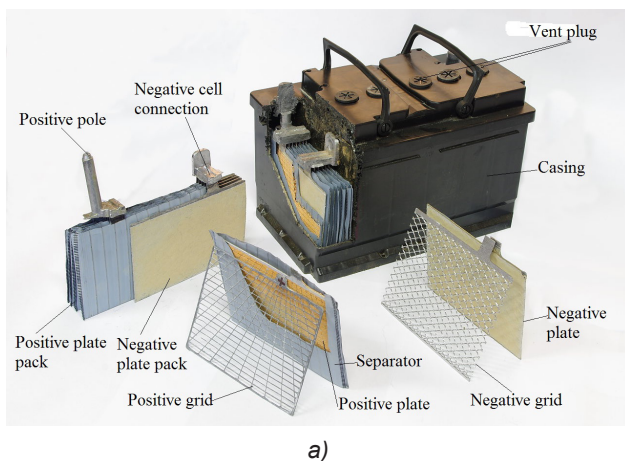 Vent plug
Negative cell
connection
Positive pole
Casing
Negative
plate
Positive plate
pack
Negative
plate pack
Separator
Positive grid
Positive plate
Negative grid
a)